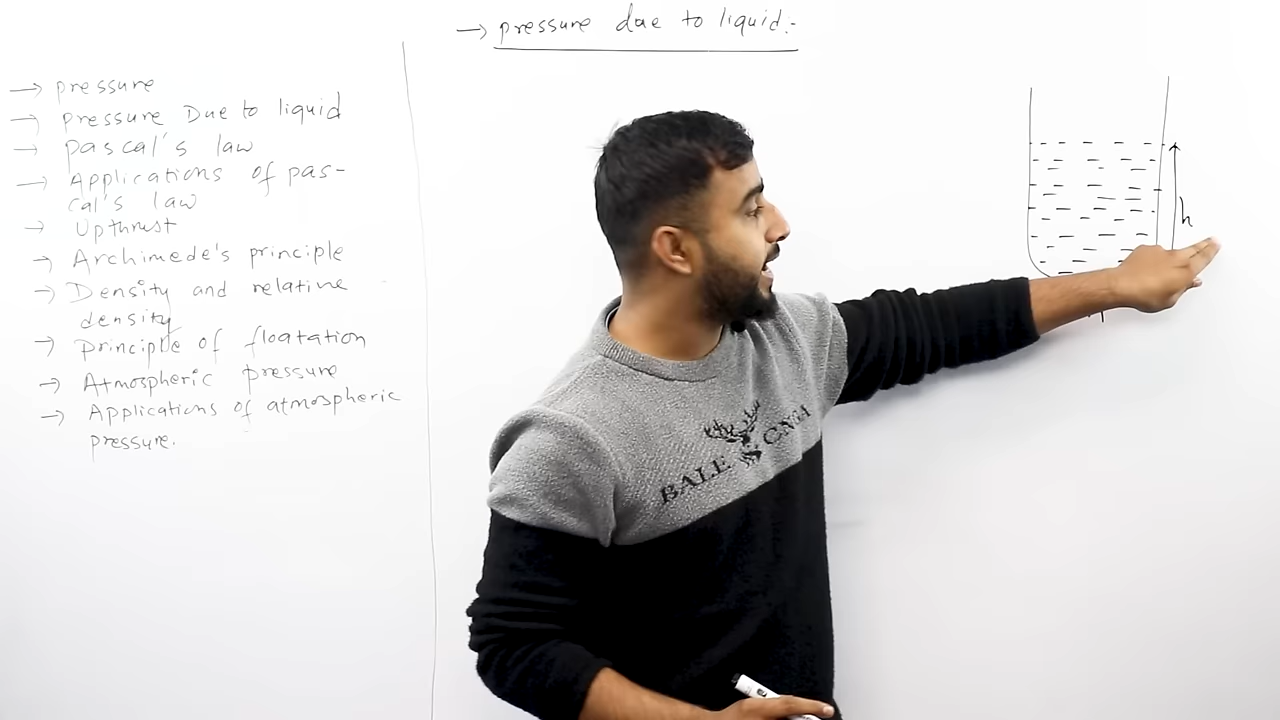 → pressure due to liquid:-
→ pressure
→ pressure Due to liquid
→ pascal's law
→ Applications of pas-
cal's law
→ Upthrust
→ Archimede's principle
→ Density and relative
density
→ principle of floatation
→ Atmospheric pressure
→ Applications of atmospheric
pressure.
h
BALE